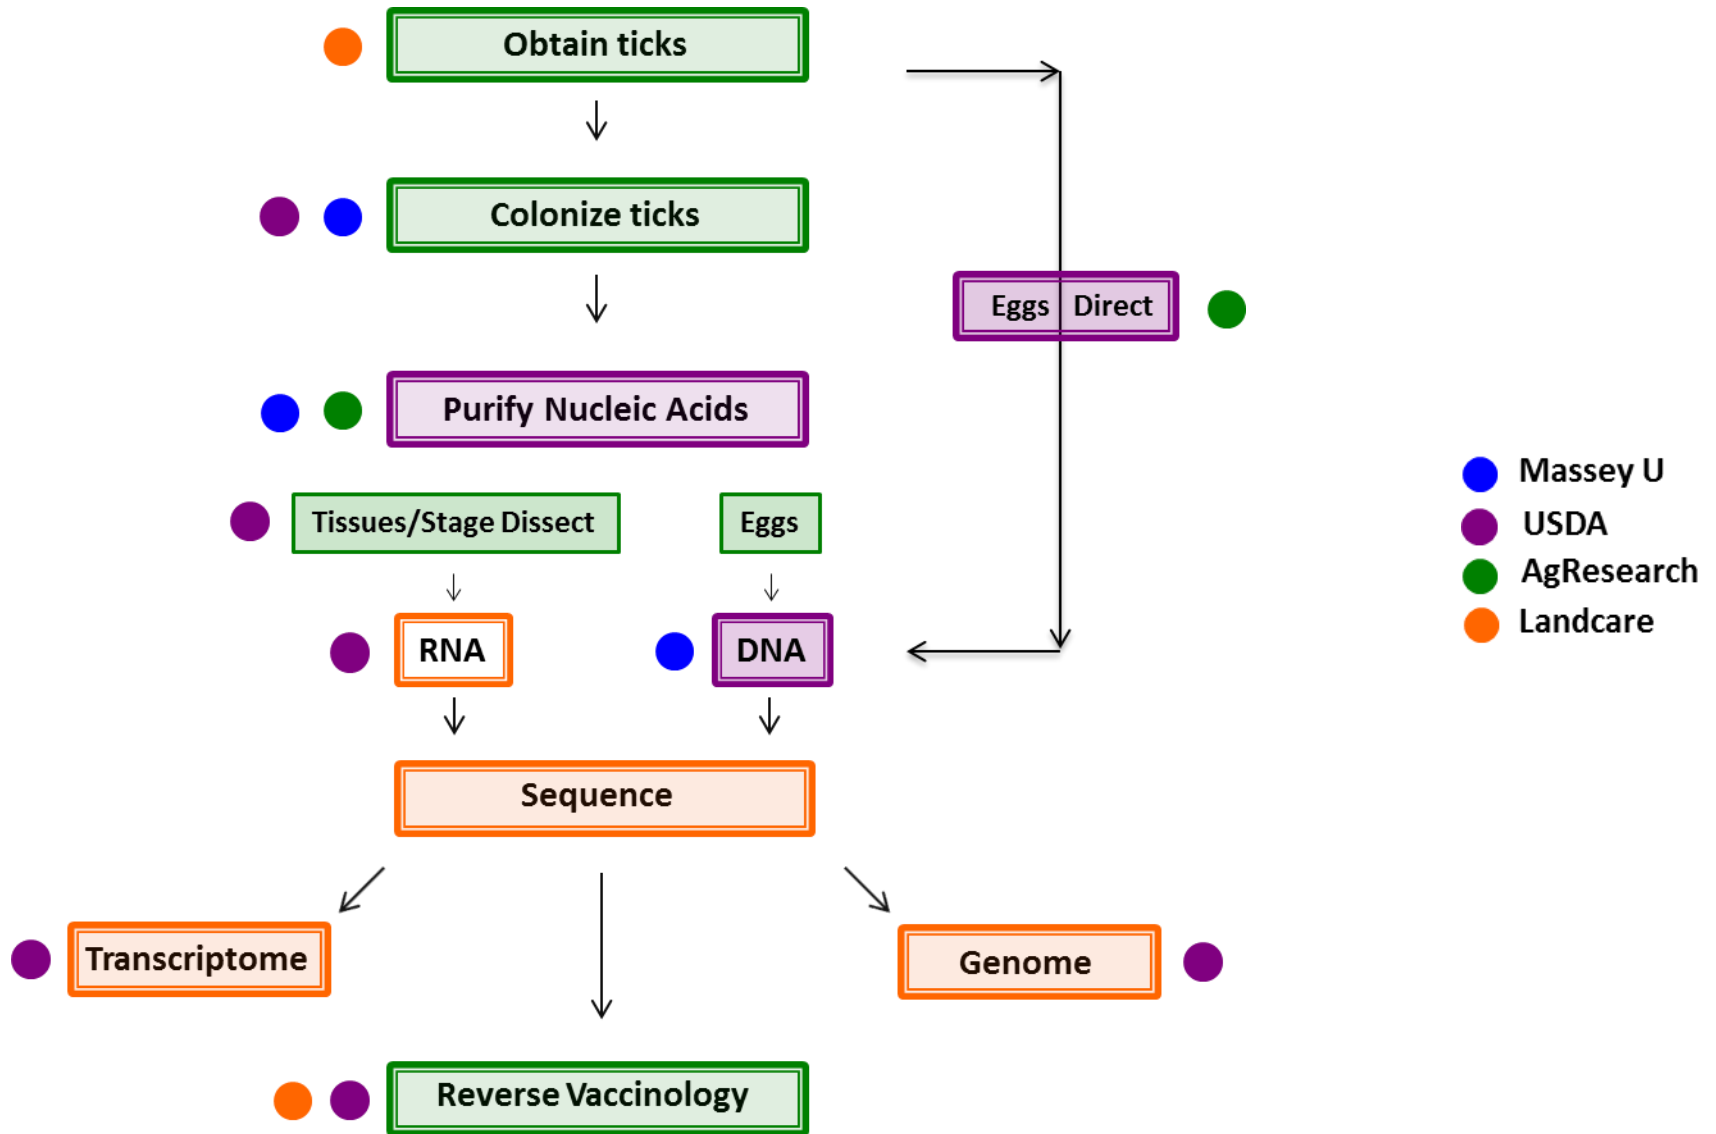 Obtain ticks
Colonize ticks
Eggs Direct
Purify Nucleic Acids
Tissues/Stage Dissect
Eggs
RNA
DNA
Sequence
Transcriptome
Genome
Reverse Vaccinology
Massey U
USDA
AgResearch
Landcare